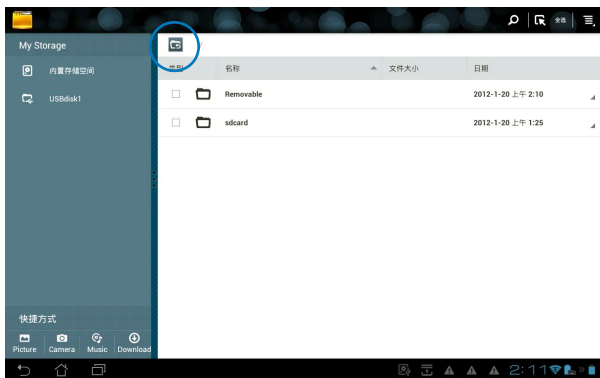 全选
My Storage
内置存储空间
USBdisk1
类别 名称 文件大小 日期
Removable 2012-1-20 上午 2:10
sdcard 2012-1-20 上午 1:25
快捷方式
Picture Camera Music Download
2:11